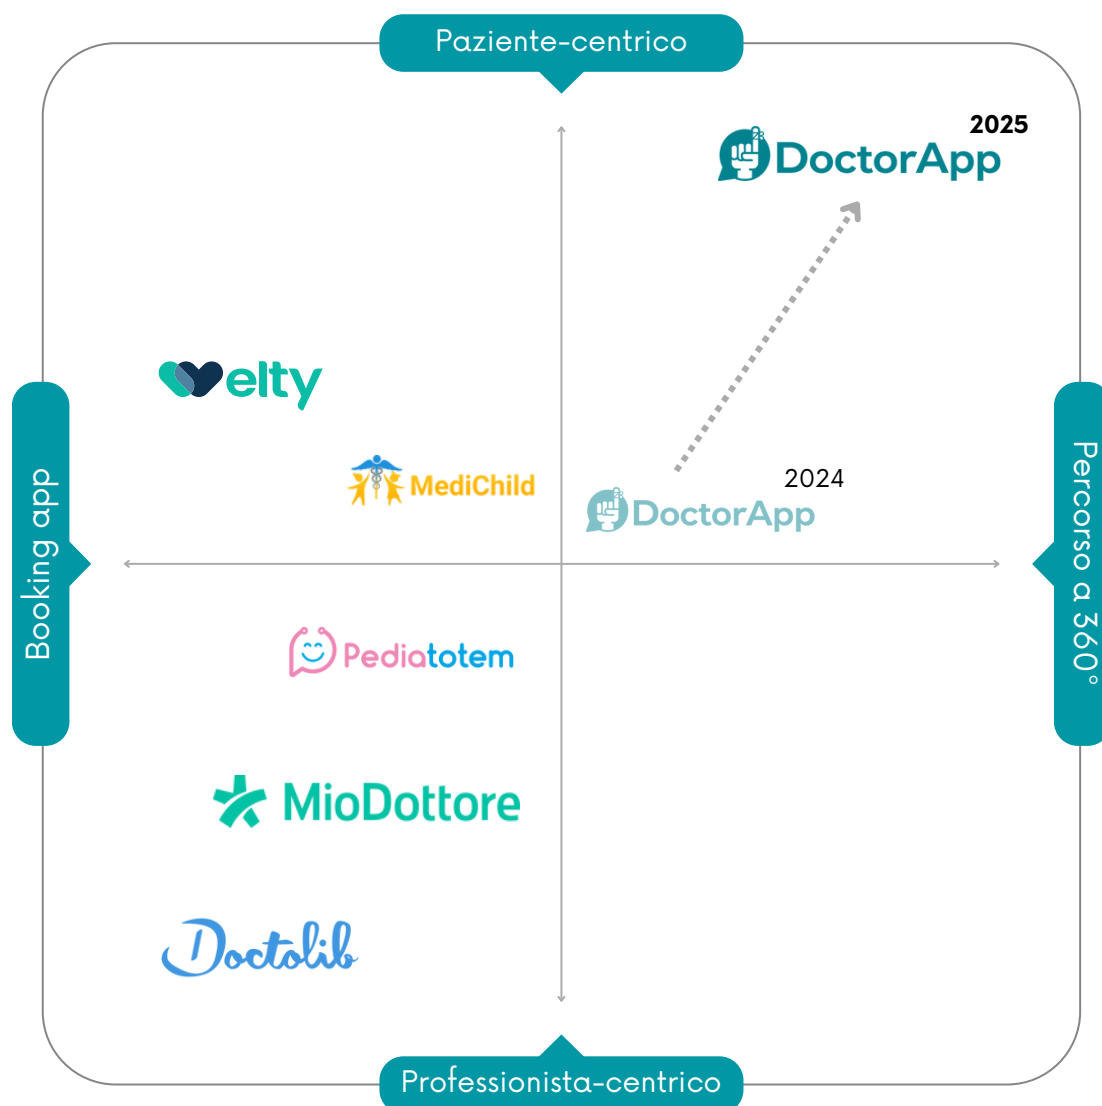 Paziente-centrico
2025
DoctorApp
elty
MediChild
2024
DoctorApp
Booking app
Percorso a 360°
Pediatotem
MioDottore
Doctolib
Professionista-centrico